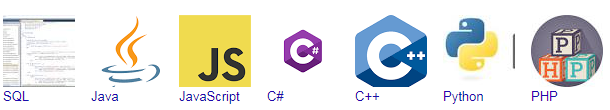 JS
C#
C++
P
H P
SQL Java JavaScript C# C++ Python PHP